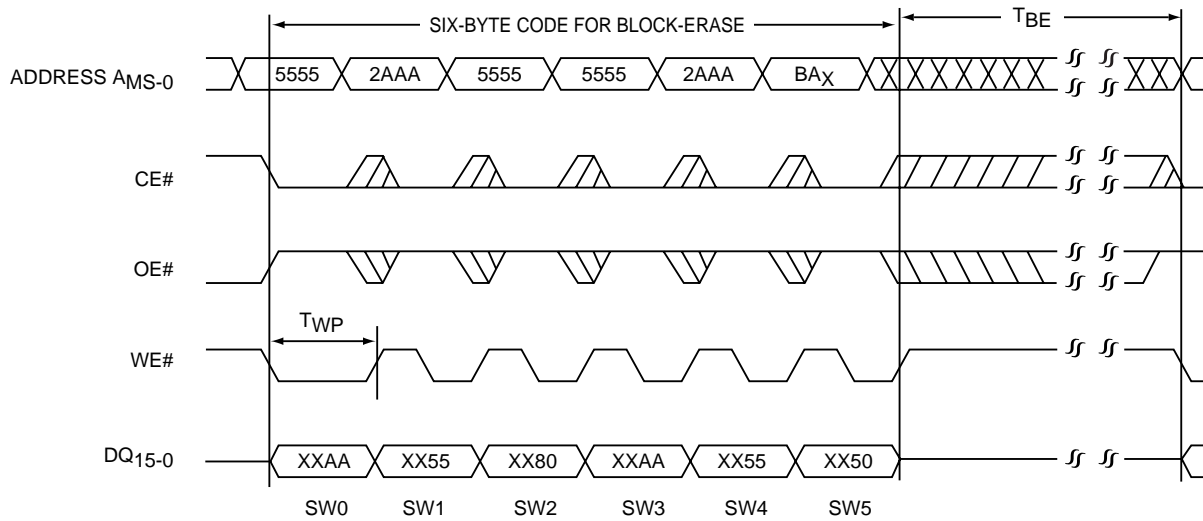 SIX-BYTE CODE FOR BLOCK-ERASE TBE
ADDRESS AMS-0 5555 2AAA 5555 5555 2AAA BAX
CE#
OE#
TWP
WE#
DQ15-0 XXAA XX55 XX80 XXAA XX55 XX50
SW0 SW1 SW2 SW3 SW4 SW5